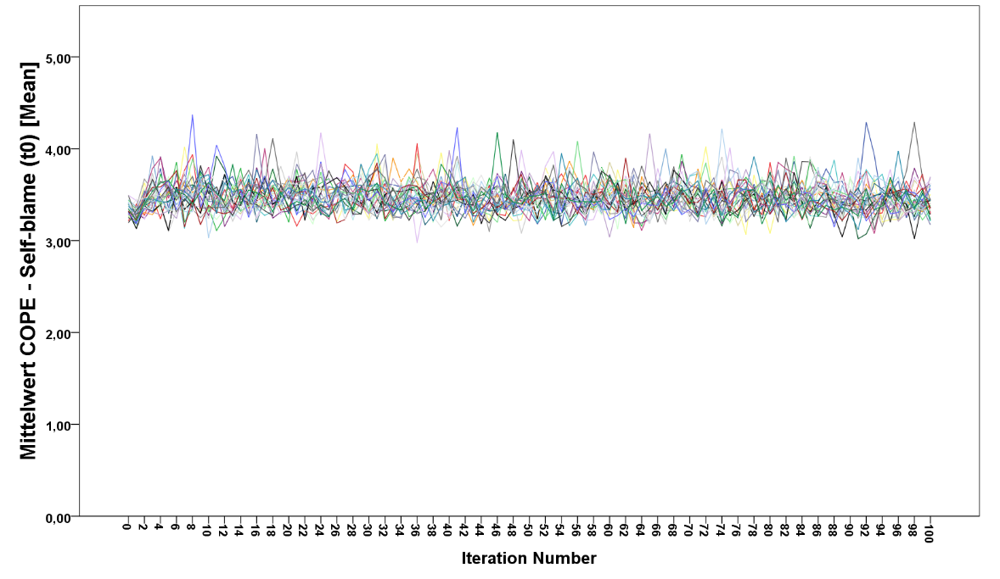 Mittelwert COPE - Self-blame (t0) [Mean]
5,00
4,00
3,00
2,00
1,00
0,00
0 2 4 6 8 10 12 14 16 18 20 22 24 26 28 30 32 34 36 38 40 42 44 46 48 50 52 54 56 58 60 62 64 66 68 70 72 74 76 78 80 82 84 86 88 90 92 94 96 98 100
Iteration Number